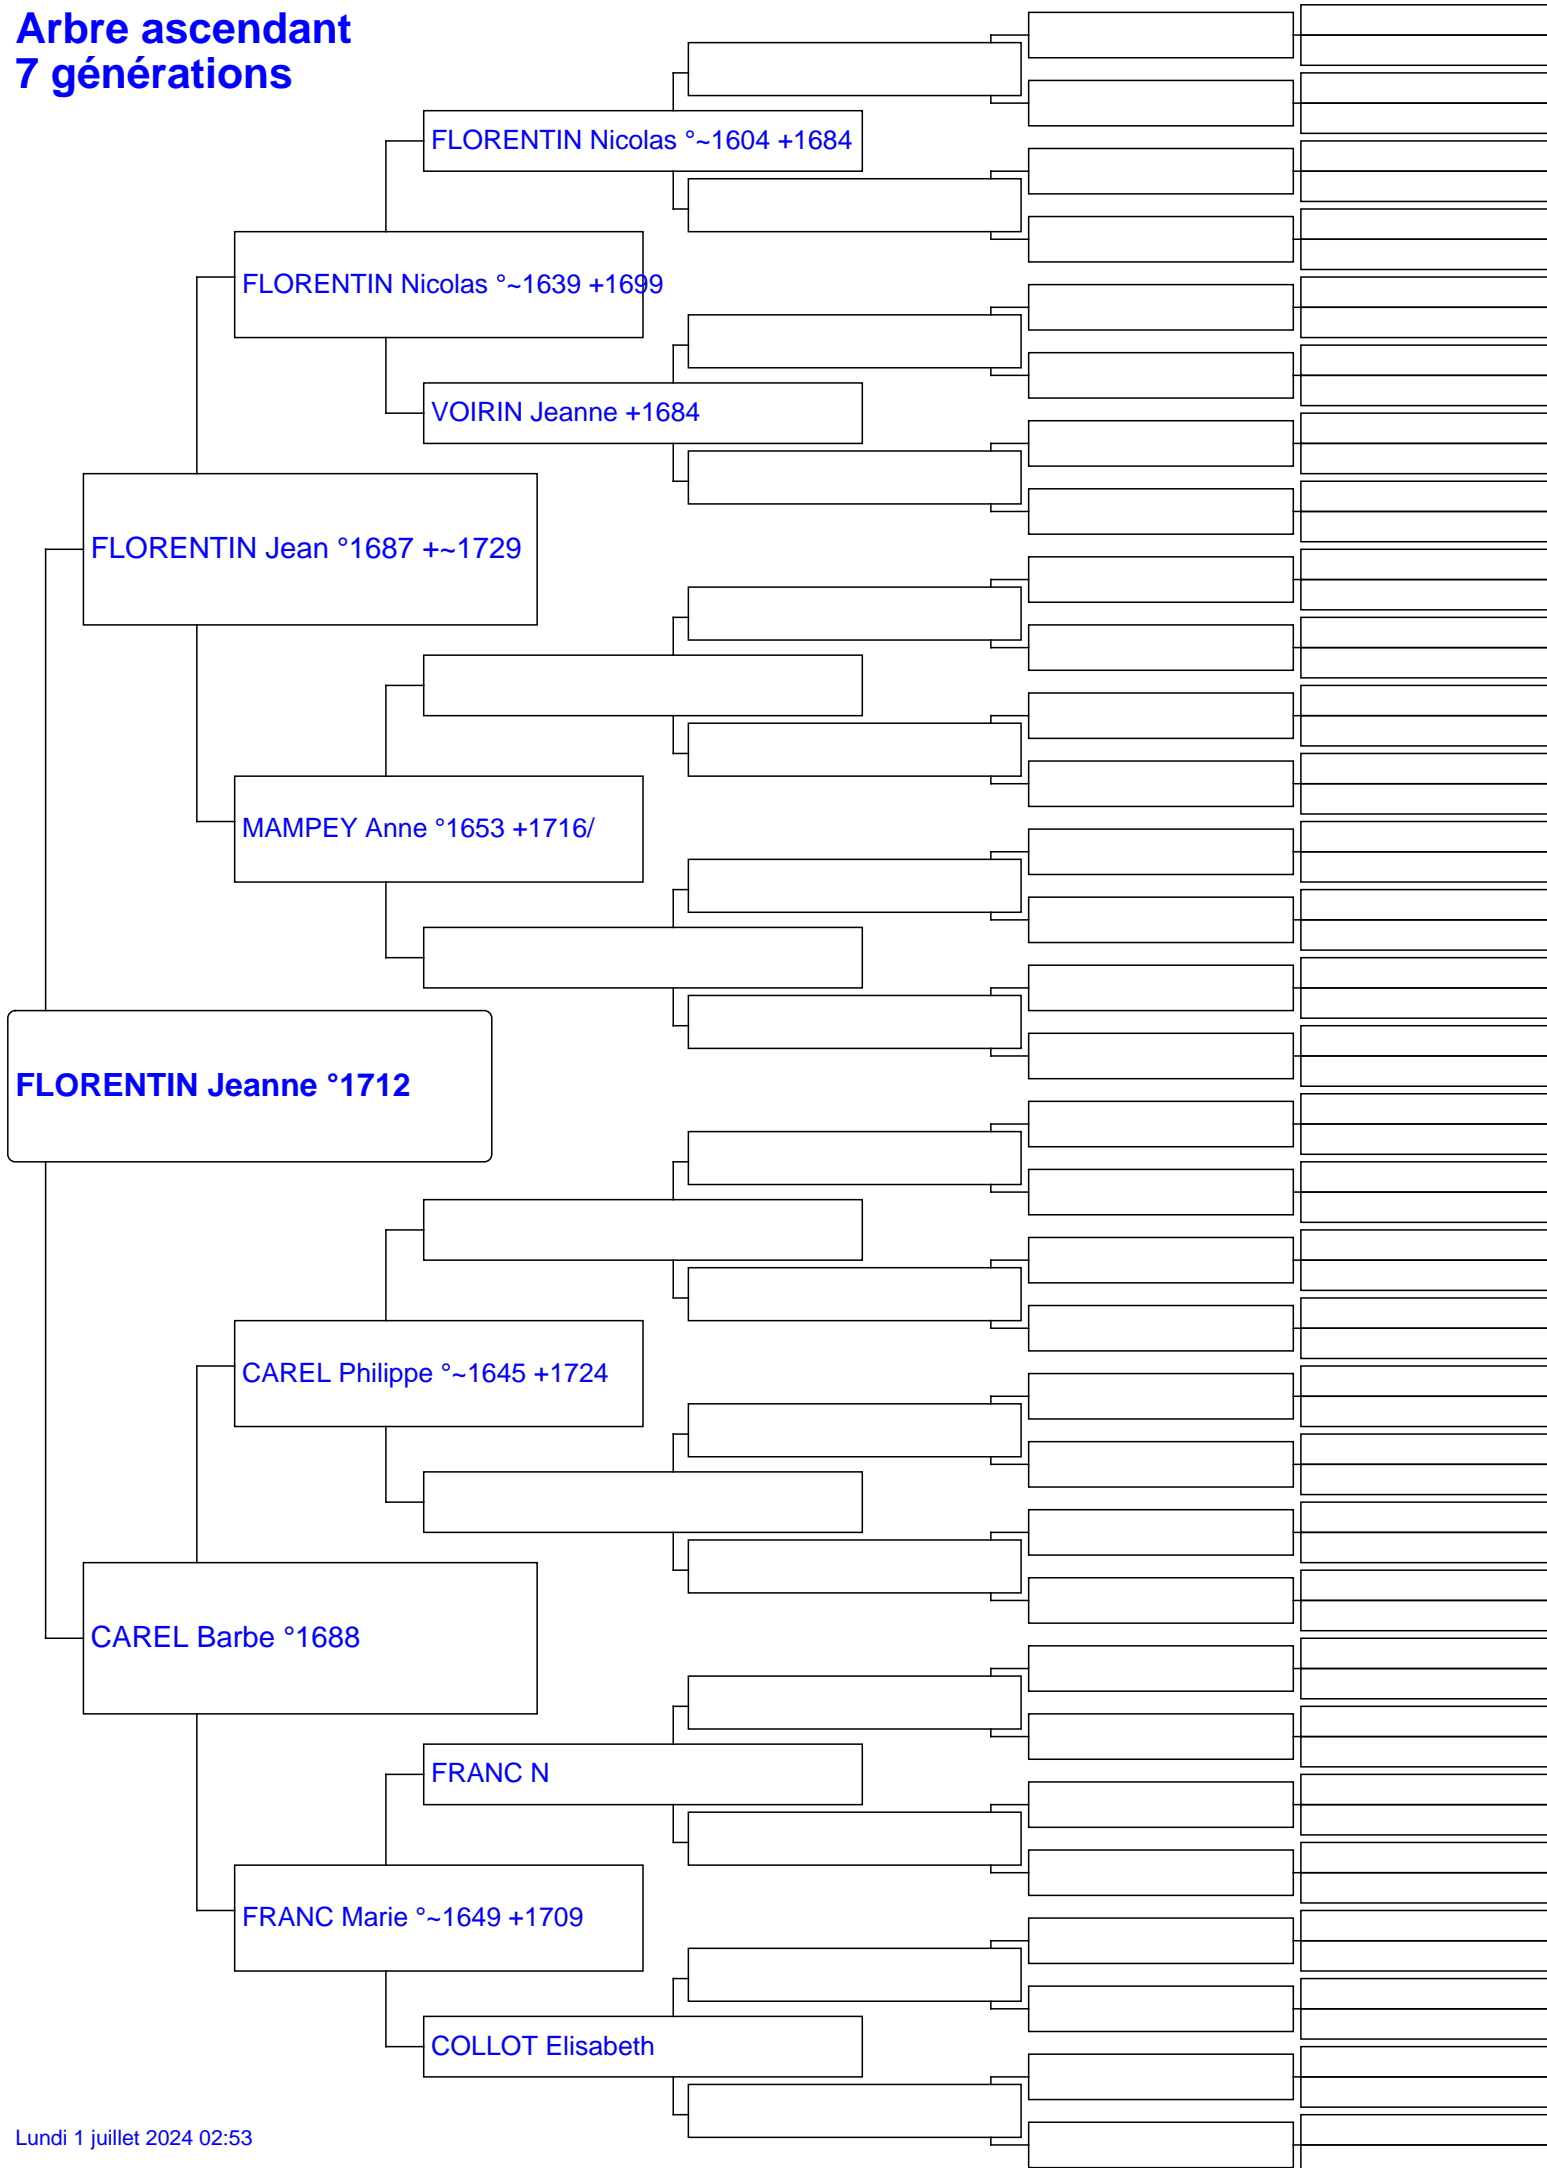 Arbre ascendant
7 générations
FLORENTIN Nicolas °~1604 +1684
FLORENTIN Nicolas °~1639 +1699
VOIRIN Jeanne +1684
FLORENTIN Jean °1687 +~1729
MAMPEY Anne °1653 +1716/
FLORENTIN Jeanne °1712
CAREL Philippe °~1645 +1724
CAREL Barbe °1688
FRANC N
FRANC Marie °~1649 +1709
COLLOT Elisabeth
Lundi 1 juillet 2024 02:53